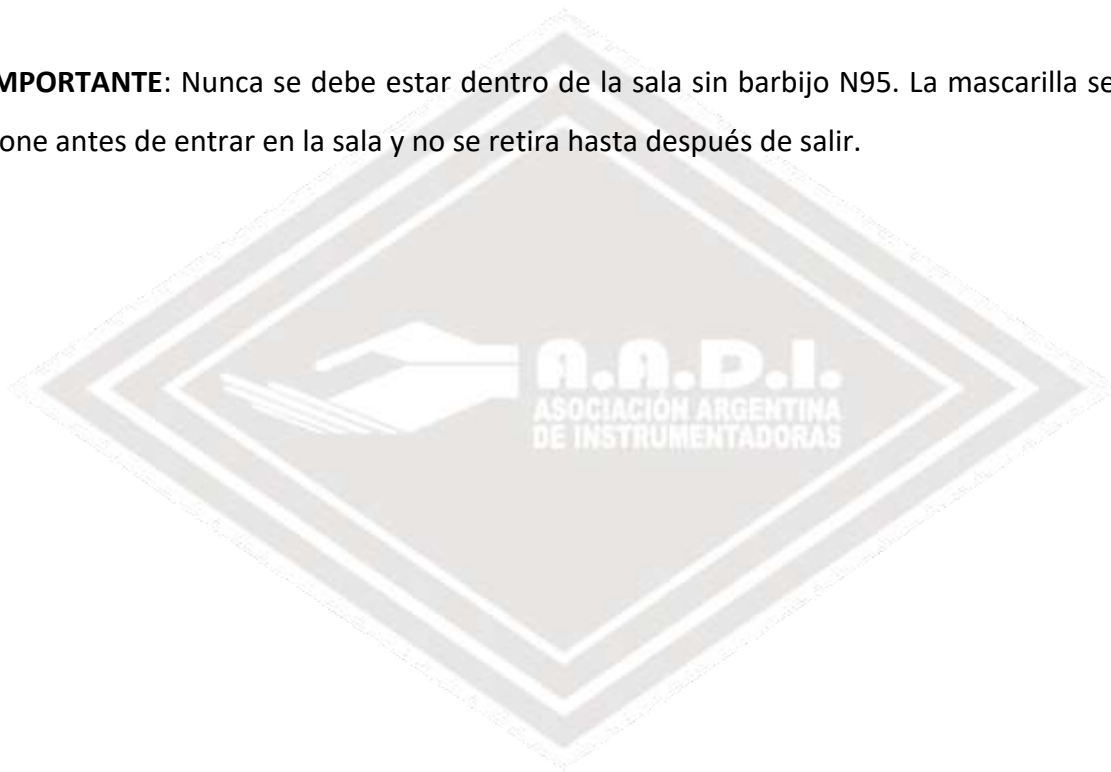 MPORTANTE: Nunca se debe estar dentro de la sala sin barbijo N95. La mascarilla se
one antes de entrar en la sala y no se retira hasta después de salir.
A.A.D.I.
ASOCIACIÓN ARGENTINA
DE INSTRUMENTADORAS